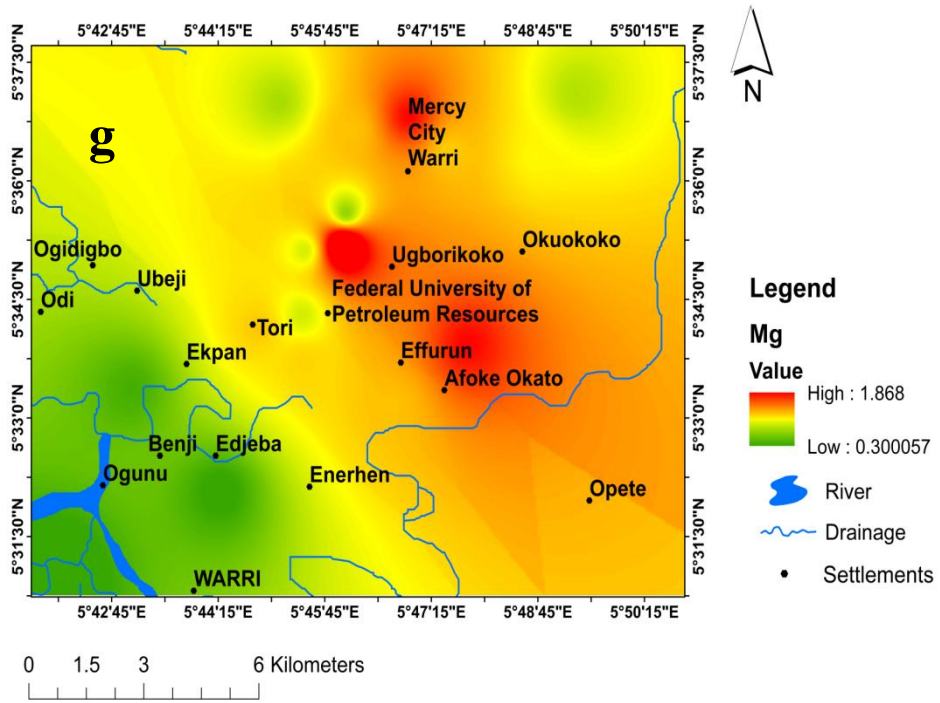 5°42'45"E 5°44'15"E 5°45'45"E 5°47'15"E 5°48'45"E 5°50'15"E
N
5°37'30"N
5°36'0"N
5°34'30"N
5°33'0"N
5°31'30"N
g
Mercy
City
Warri
Ogidigbo
Ubeji
Odi
Ugborikoko
Okuokoko
Federal University of
Petroleum Resources
Tori
Ekpan
Effurun
Afoke Okato
Benji
Edjeba
Ogunu
Enerhen
Opete
WARRI
5°37'30"N
5°36'0"N
5°34'30"N
5°33'0"N
5°31'30"N
5°42'45"E 5°44'15"E 5°45'45"E 5°47'15"E 5°48'45"E 5°50'15"E
Legend
Mg
Value
High : 1.868
Low : 0.300057
River
Drainage
Settlements
0 1.5 3 6 Kilometers